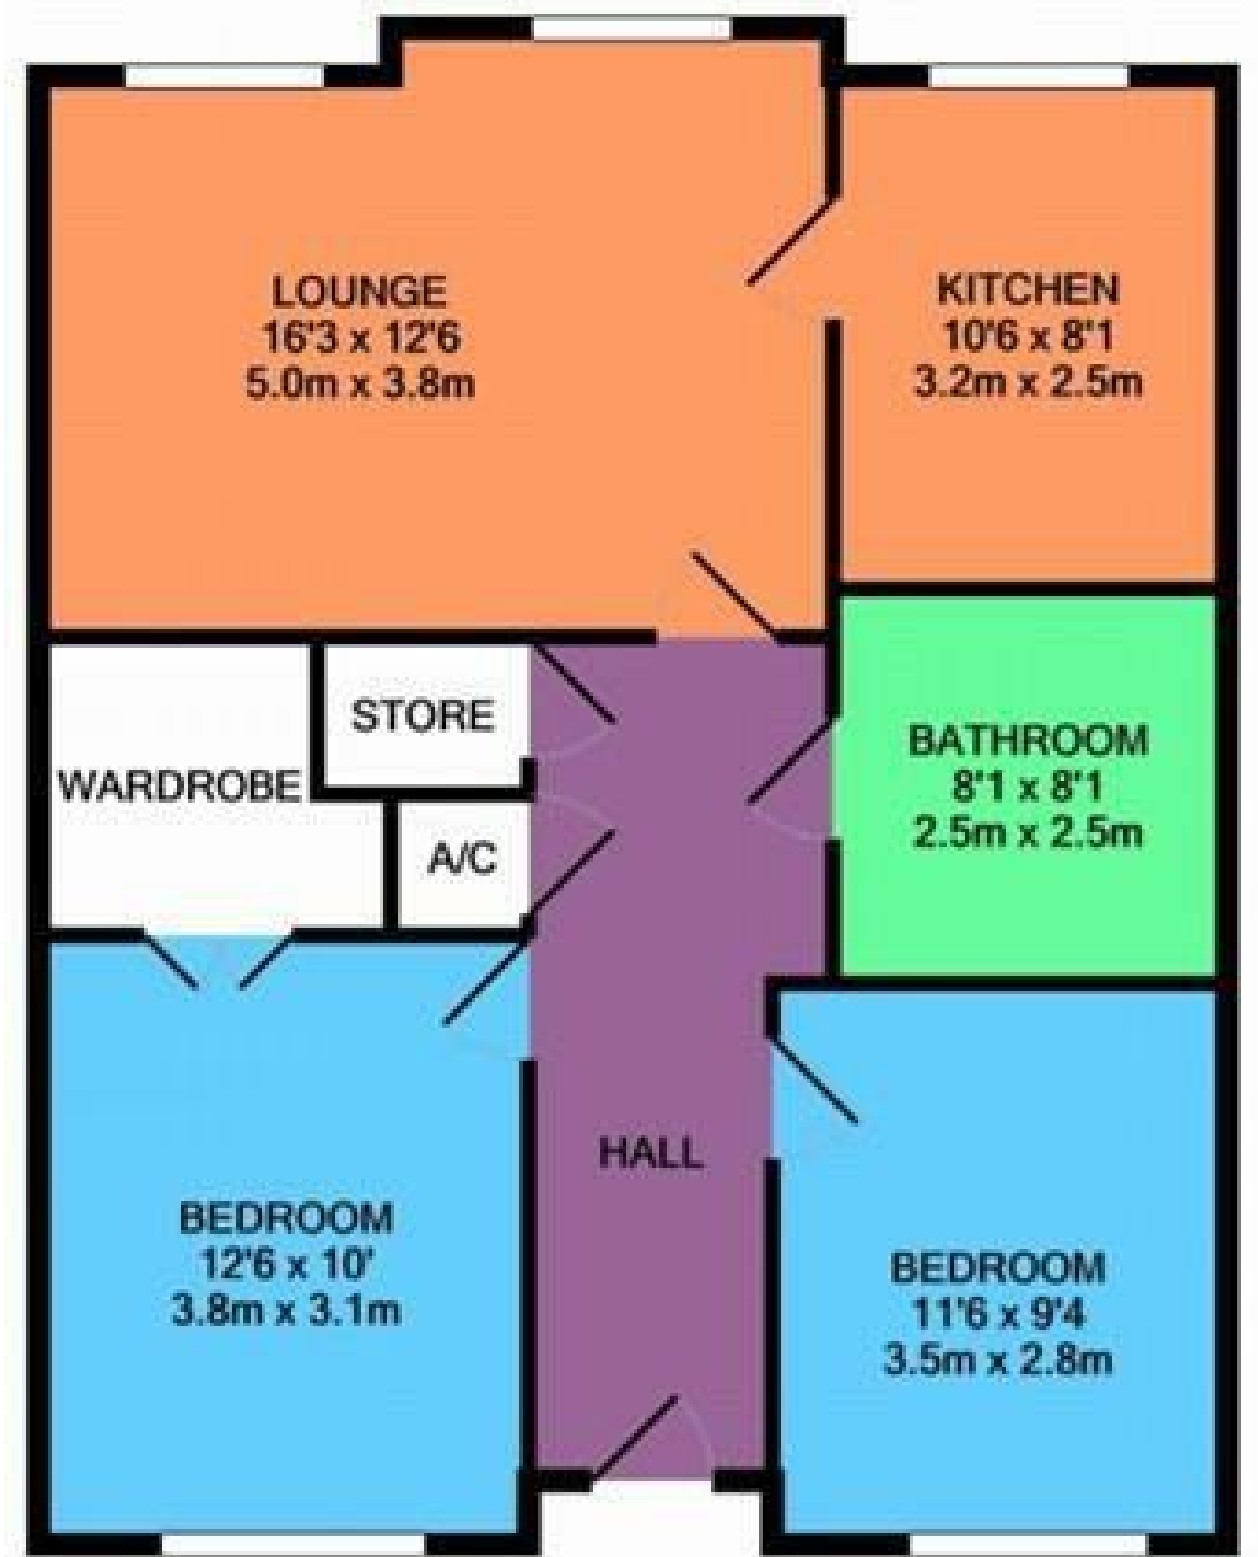 LOUNGE
16'3 x 12'6
5.0m x 3.8m
KITCHEN
10'6 x 8'1
3.2m x 2.5m
STORE
WARDROBE
A/C
BATHROOM
8'1 x 8'1
2.5m x 2.5m
HALL
BEDROOM
12'6 x 10'
3.8m x 3.1m
BEDROOM
11'6 x 9'4
3.5m x 2.8m